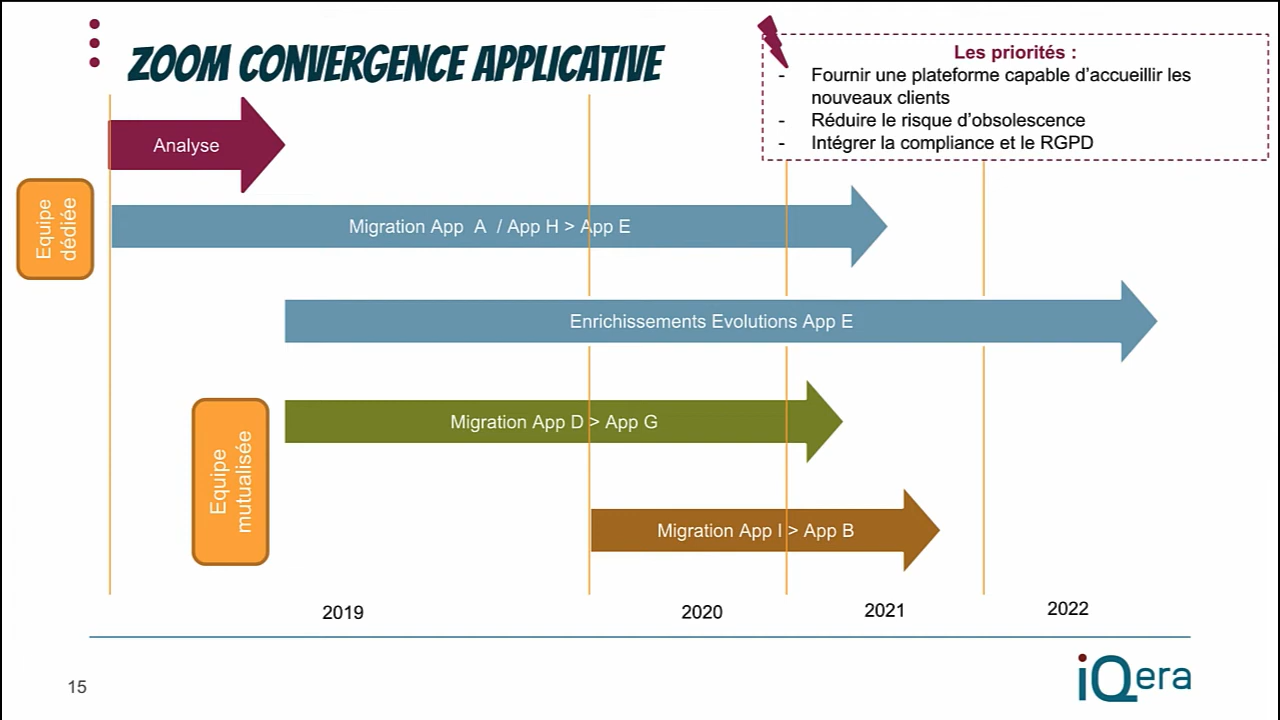 ZOOM CONVERGENCE APPLICATIVE
Les priorités :
- Fournir une plateforme capable d'accueillir les
nouveaux clients
- Réduire le risque d'obsolescence
- Intégrer la compliance et le RGPD
Analyse
Equipe
dédiée
Migration App A / App H > App E
Enrichissements Evolutions App E
Equipe
mutualisée
Migration App D > App G
Migration App I > App B
2019
2020
2021
2022
15
iQera